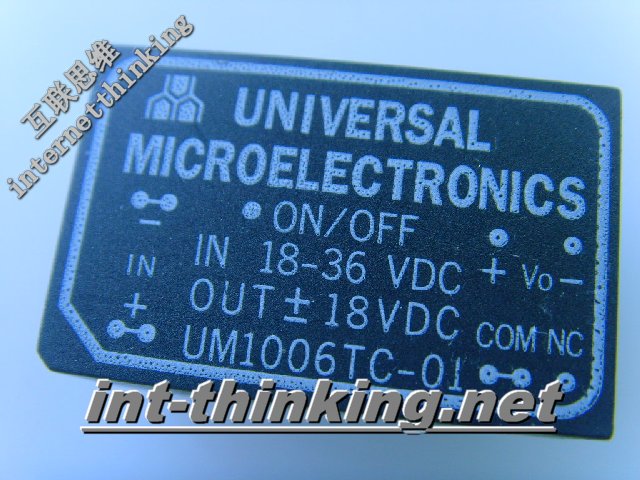 互联思维
internetthinking
UNIVERSAL
MICROELECTRONICS
ON/OFF
− IN 18-36 VDC + Vo −
IN OUT ± 18VDC
+ UM1006TC-01 COM NC
int-thinking.net